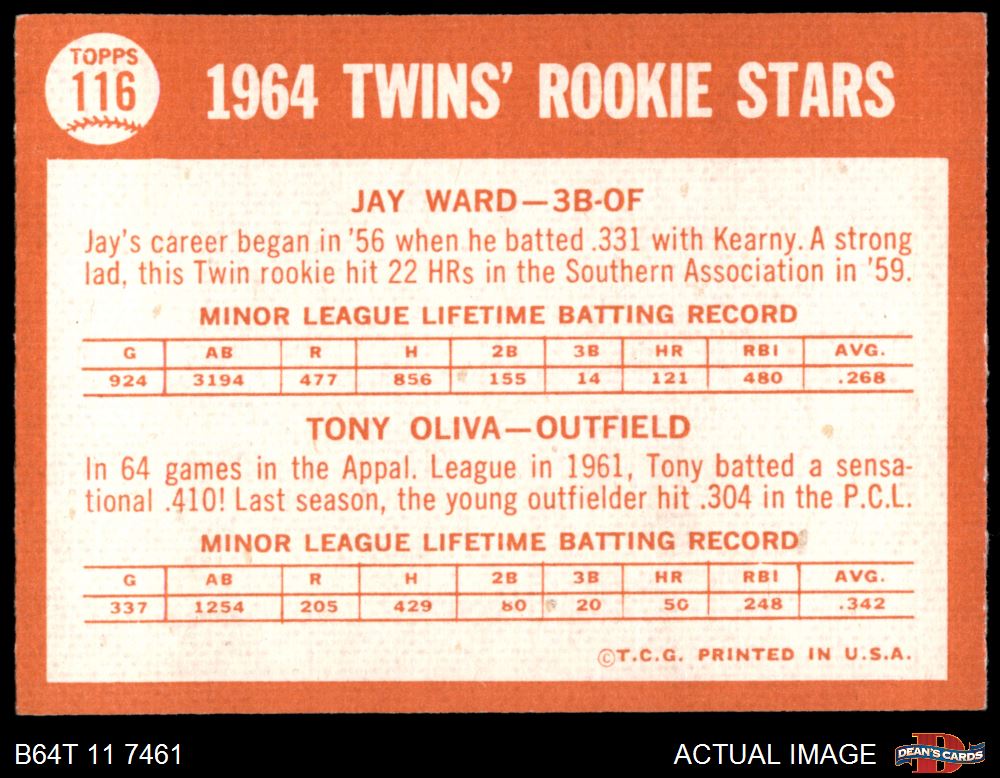 TOPPS
116
1964 TWINS' ROOKIE STARS
JAY WARD—3B-OF
Jay's career began in '56 when he batted .331 with Kearny. A strong
lad, this Twin rookie hit 22 HRs in the Southern Association in '59.
MINOR LEAGUE LIFETIME BATTING RECORD
G AB R H 2B 3B HR RBI AVG.
924 3194 477 856 155 14 121 480 .268
TONY OLIVA—OUTFIELD
In 64 games in the Appal. League in 1961, Tony batted a sensa-
tional .410! Last season, the young outfielder hit .304 in the P.C.L.
MINOR LEAGUE LIFETIME BATTING RECORD
G AB R H 2B 3B HR RBI AVG.
337 1254 205 429 80 20 50 248 .342
©T.C.G. PRINTED IN U.S.A.
B64T 11 7461
ACTUAL IMAGE
DEAN'S CARDS